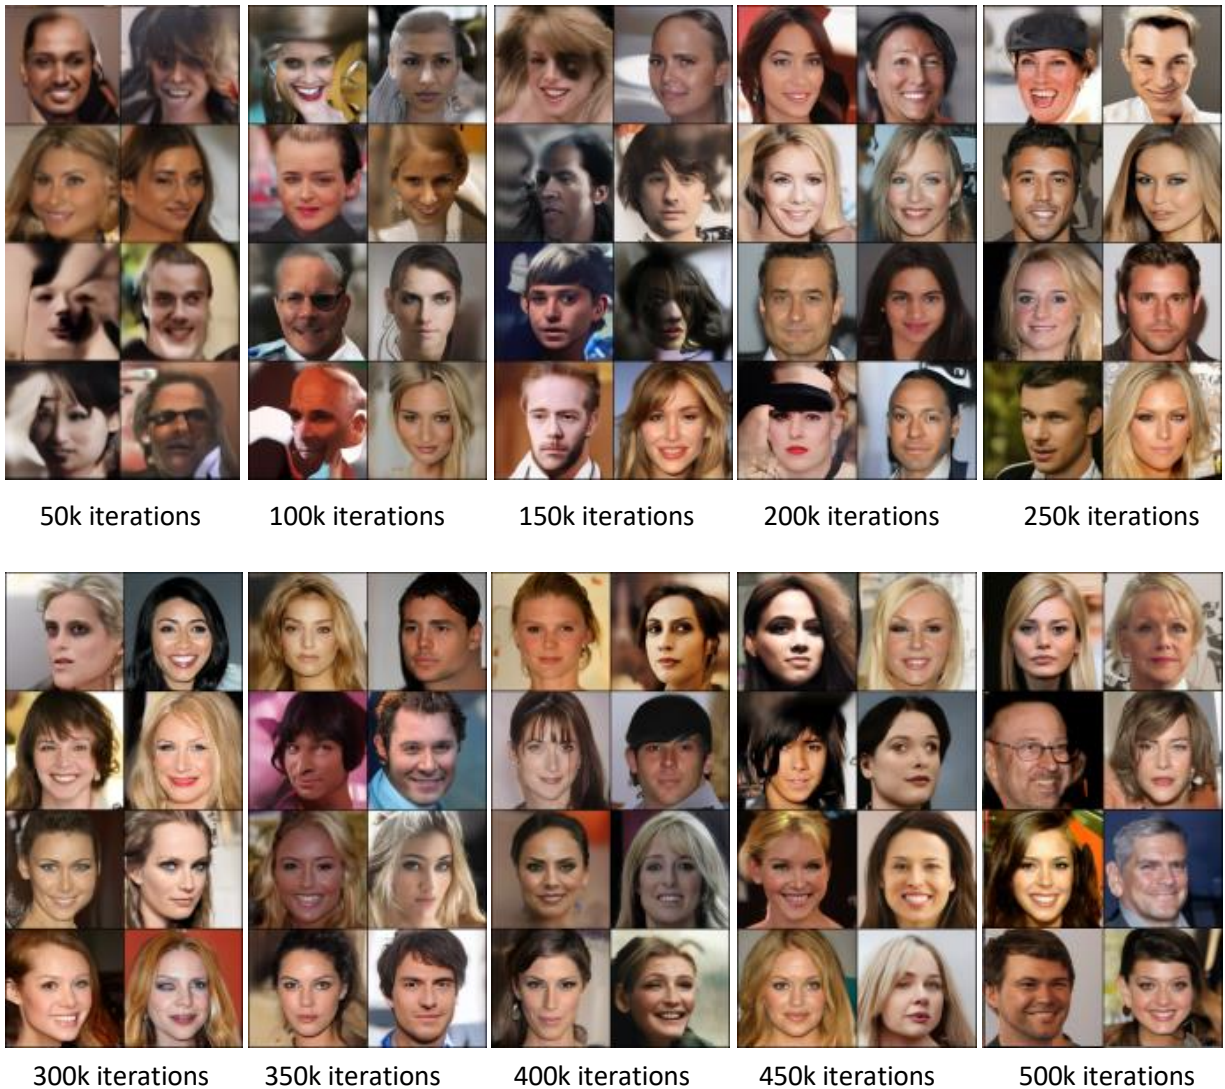 50k iterations
100k iterations
150k iterations
200k iterations
250k iterations
300k iterations
350k iterations
400k iterations
450k iterations
500k iterations